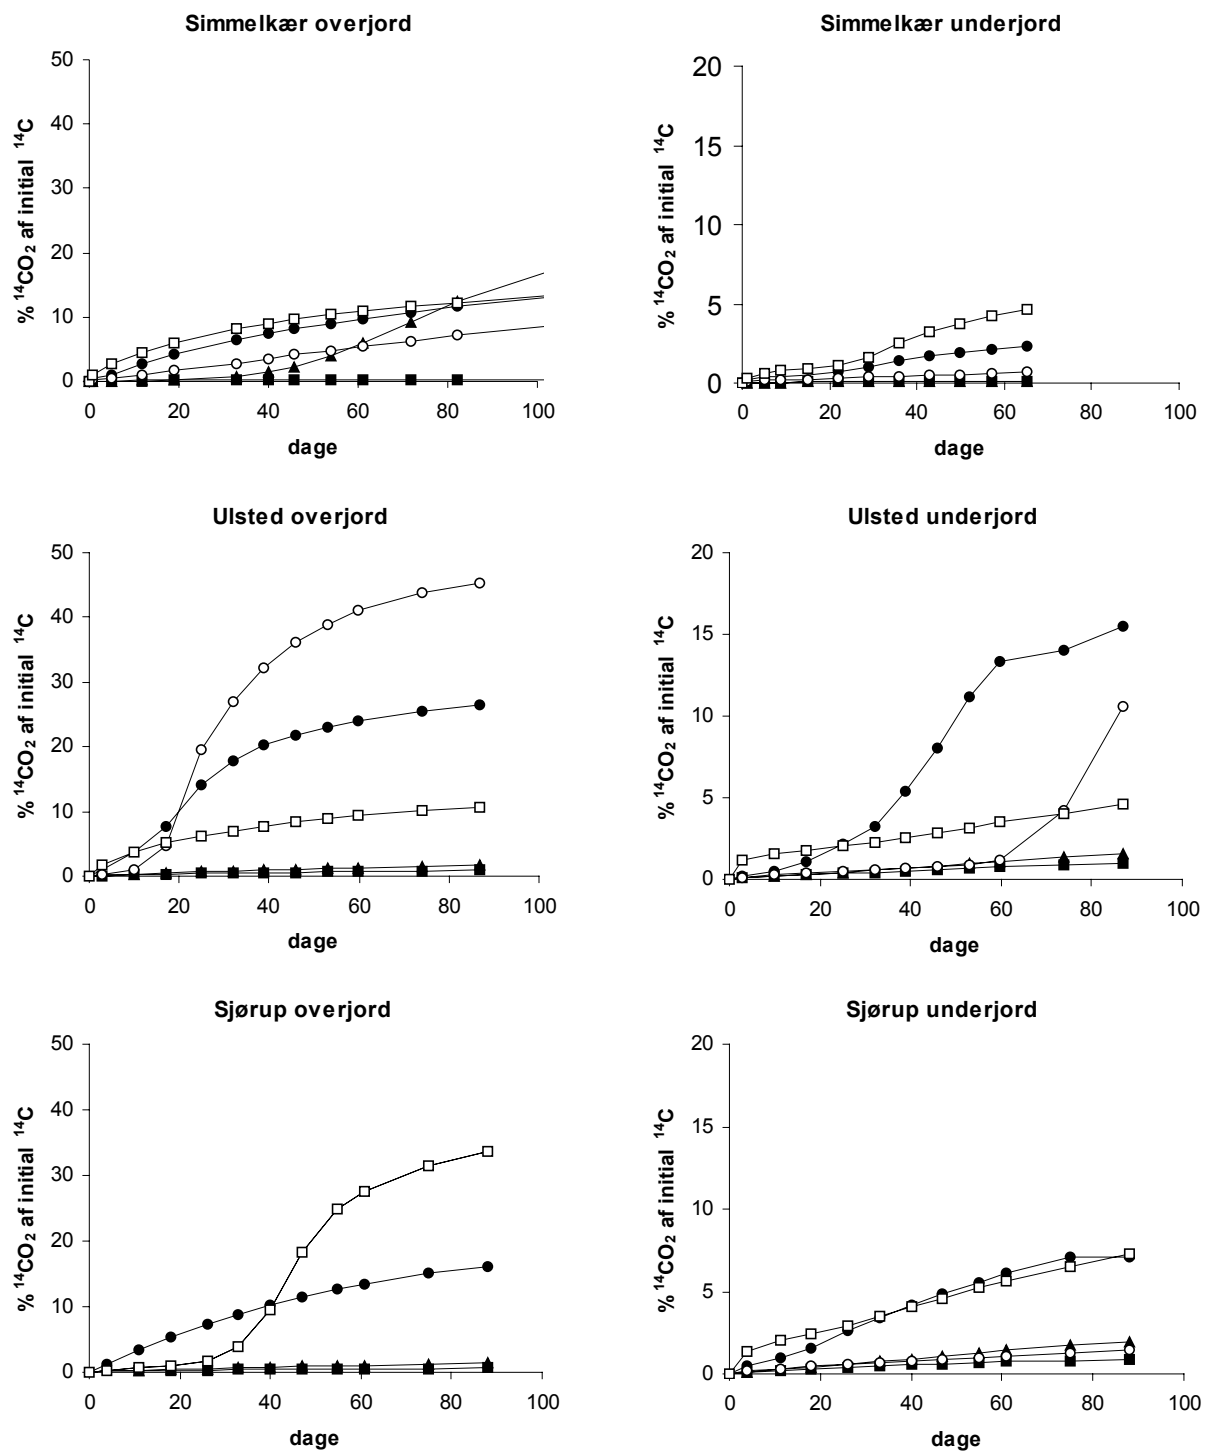 Simmelkær overjord
50
40
30
20
10
0
% ¹⁴CO₂ af initial ¹⁴C
0 20 40 60 80 100
dage
Simmelkær underjord
20
15
10
5
0
% ¹⁴CO₂ af initial ¹⁴C
0 20 40 60 80 100
dage
Ulsted overjord
50
40
30
20
10
0
% ¹⁴CO₂ af initial ¹⁴C
0 20 40 60 80 100
dage
Ulsted underjord
20
15
10
5
0
% ¹⁴CO₂ af initial ¹⁴C
0 20 40 60 80 100
dage
Sjørup overjord
50
40
30
20
10
0
% ¹⁴CO₂ af initial ¹⁴C
0 20 40 60 80 100
dage
Sjørup underjord
20
15
10
5
0
% ¹⁴CO₂ af initial ¹⁴C
0 20 40 60 80 100
dage